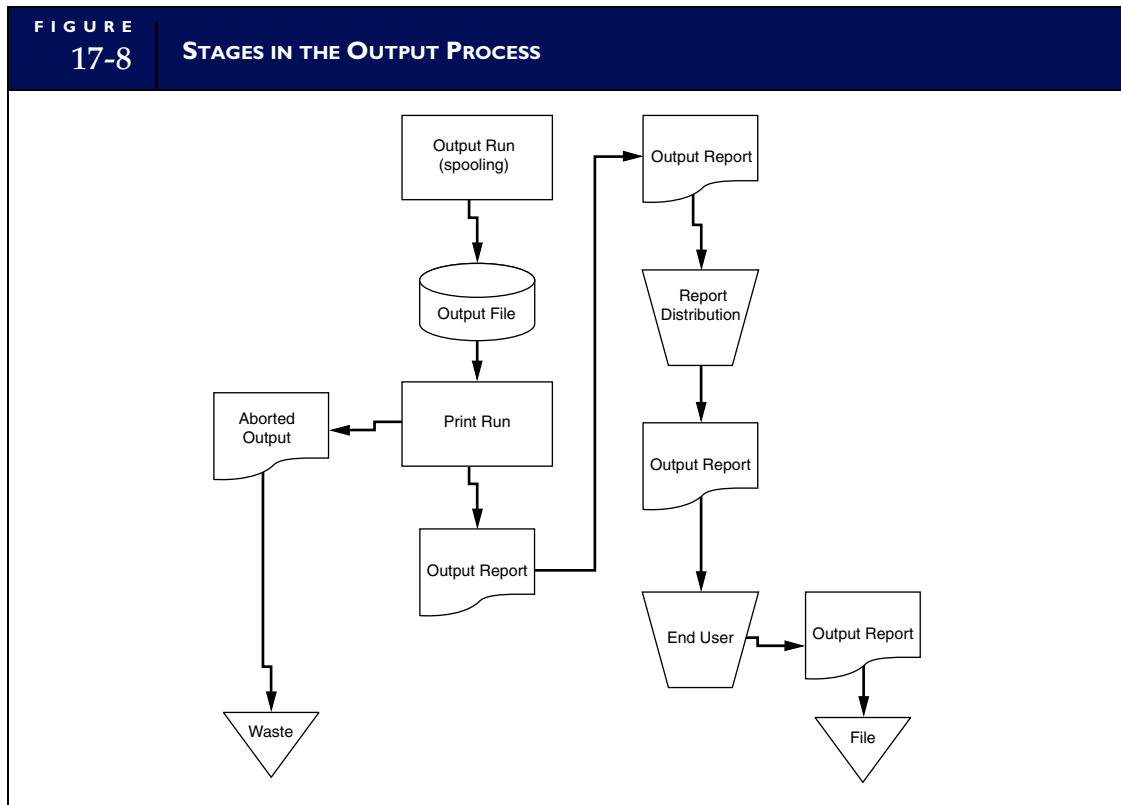 FIGURE
17-8
STAGES IN THE OUTPUT PROCESS
Output Run
(spooling)
Output File
Print Run
Aborted
Output
Waste
Output Report
Output Report
Report
Distribution
Output Report
End User
Output Report
File